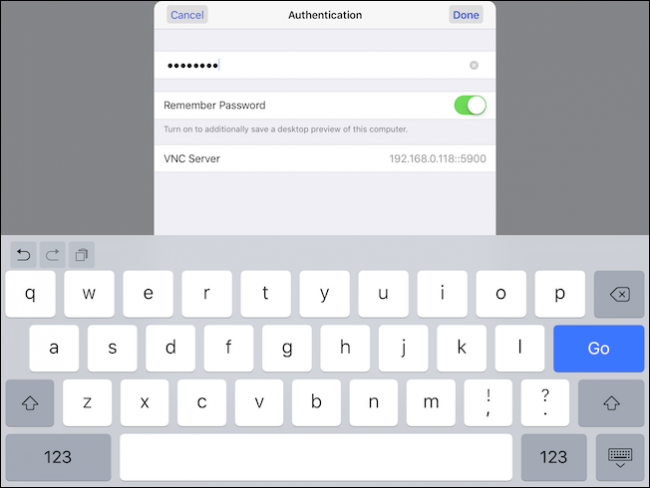 Cancel Authentication Done
••••••••
Remember Password
Turn on to additionally save a desktop preview of this computer.
VNC Server 192.168.0.118::5900
q w e r t y u i o p
a s d f g h j k l Go
z x c v b n m ! , ? .
123 123